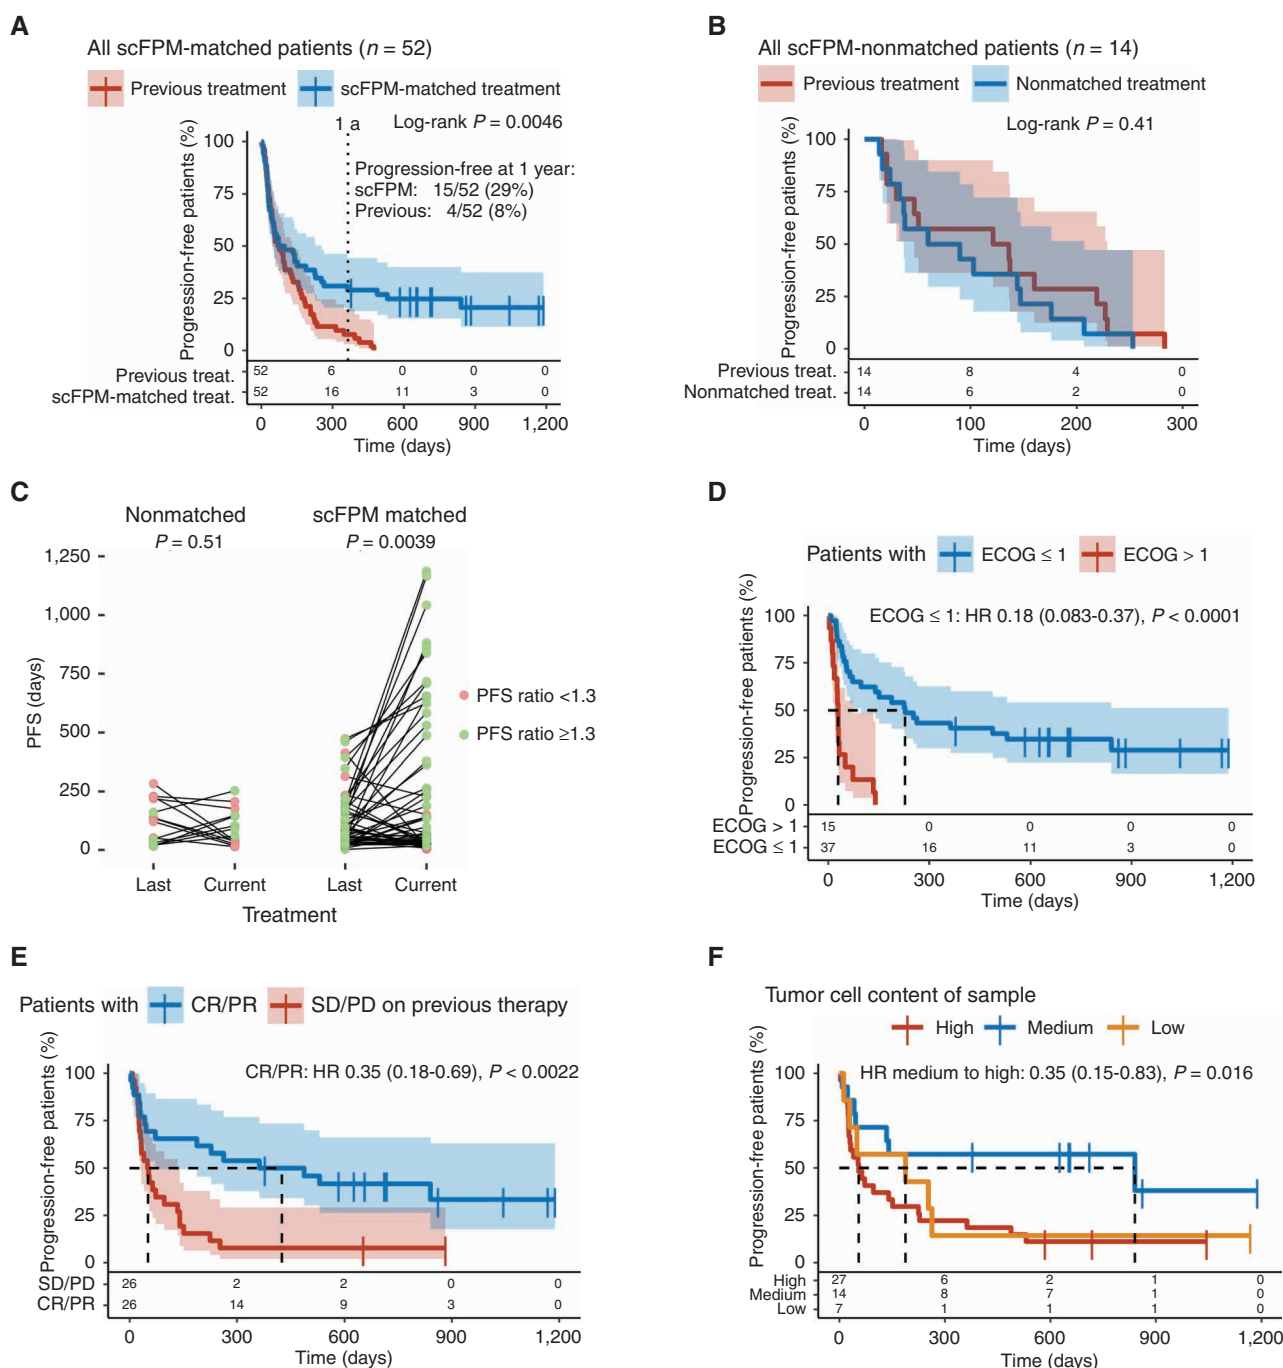 A
All scFPM-matched patients (n = 52)
Previous treatment scFPM-matched treatment
1 a
Log-rank P = 0.0046
Progression-free at 1 year:
scFPM: 15/52 (29%)
Previous: 4/52 (8%)
Progression-free patients (%)
100
75
50
25
0
Previous treat. 52 6 0 0 0
scFPM-matched treat. 52 16 11 3 0
0 300 600 900 1,200
Time (days)
B
All scFPM-nonmatched patients (n = 14)
Previous treatment Nonmatched treatment
Log-rank P = 0.41
Progression-free patients (%)
100
75
50
25
0
Previous treat. 14 8 4 0
Nonmatched treat. 14 6 2 0
0 100 200 300
Time (days)
C
Nonmatched scFPM matched
P = 0.51 P = 0.0039
PFS (days)
1,250
1,000
750
500
250
0
PFS ratio <1.3
PFS ratio ≥1.3
Last Current Last Current
Treatment
D
Patients with ECOG ≤ 1 ECOG > 1
ECOG ≤ 1: HR 0.18 (0.083-0.37), P < 0.0001
Progression-free patients (%)
100
75
50
25
0
ECOG > 1 15 0 0 0 0
ECOG ≤ 1 37 16 11 3 0
0 300 600 900 1,200
Time (days)
E
Patients with CR/PR SD/PD on previous therapy
CR/PR: HR 0.35 (0.18-0.69), P < 0.0022
Progression-free patients (%)
100
75
50
25
0
SD/PD 26 2 2 0 0
CR/PR 26 14 9 3 0
0 300 600 900 1,200
Time (days)
F
Tumor cell content of sample
High Medium Low
HR medium to high: 0.35 (0.15-0.83), P = 0.016
Progression-free patients (%)
100
75
50
25
0
High 27 6 2 1 0
Medium 14 8 7 1 0
Low 7 1 1 1 0
0 300 600 900 1,200
Time (days)